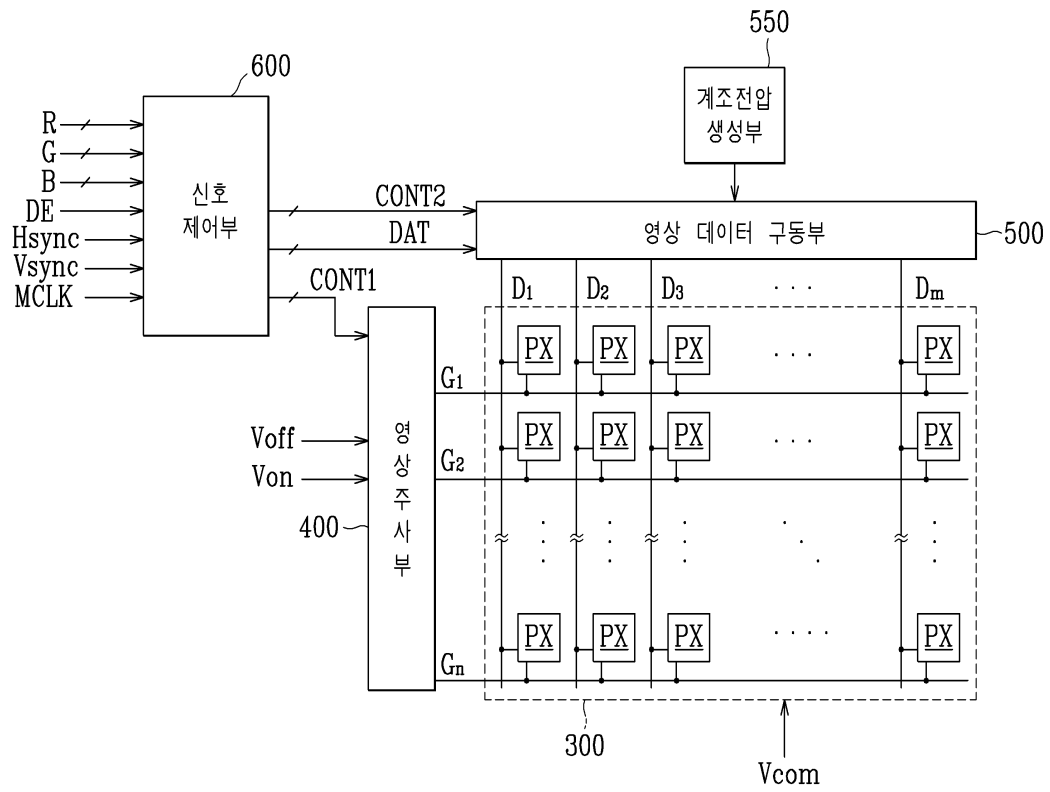 550
600
계조전압
생성부
R
G
B
DE
Hsync
Vsync
MCLK
신호
제어부
CONT2
DAT
CONT1
영상 데이터 구동부
500
D1 D2 D3 · · · Dm
PX PX PX · · · PX
G1
PX PX PX · · · PX
G2
Voff
Von
400
영
상
주
사
부
PX PX PX · · · · PX
Gn
300
Vcom